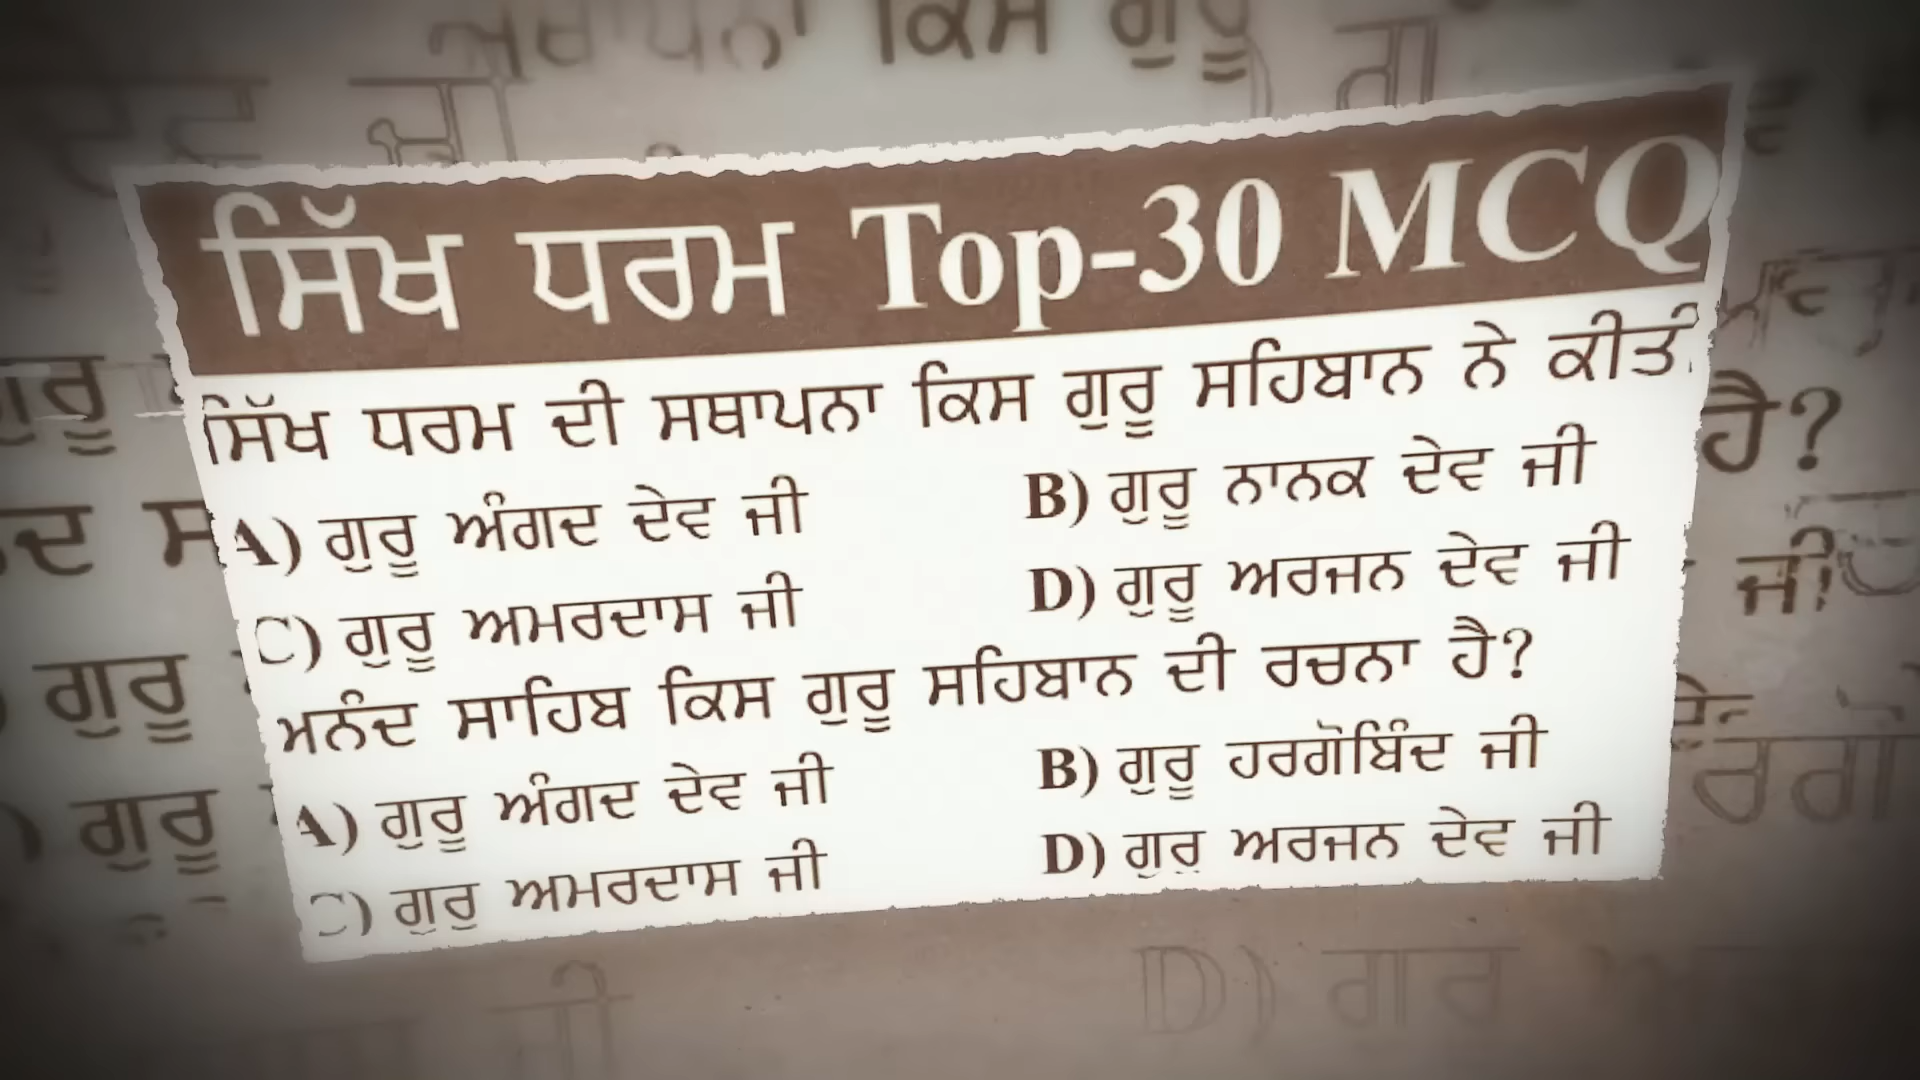 ਸਿੱਖ ਧਰਮ Top-30 MCQ
ਸਿੱਖ ਧਰਮ ਦੀ ਸਥਾਪਨਾ ਕਿਸ ਗੁਰੂ ਸਹਿਬਾਨ ਨੇ
A) ਗੁਰੂ ਅੰਗਦ ਦੇਵ ਜੀ B) ਗੁਰੂ ਨਾਨਕ ਦੇਵ ਜੀ
C) ਗੁਰੂ ਅਮਰਦਾਸ ਜੀ D) ਗੁਰੂ ਅਰਜਨ ਦੇਵ ਜੀ
ਅਨੰਦ ਸਾਹਿਬ ਕਿਸ ਗੁਰੂ ਸਹਿਬਾਨ ਦੀ ਰਚਨਾ ਹੈ?
A) ਗੁਰੂ ਅੰਗਦ ਦੇਵ ਜੀ B) ਗੁਰੂ ਹਰਗੋਬਿੰਦ ਜੀ
C) ਗੁਰੂ ਅਮਰਦਾਸ ਜੀ D) ਗੁਰੂ ਅਰਜਨ ਦੇਵ ਜੀ